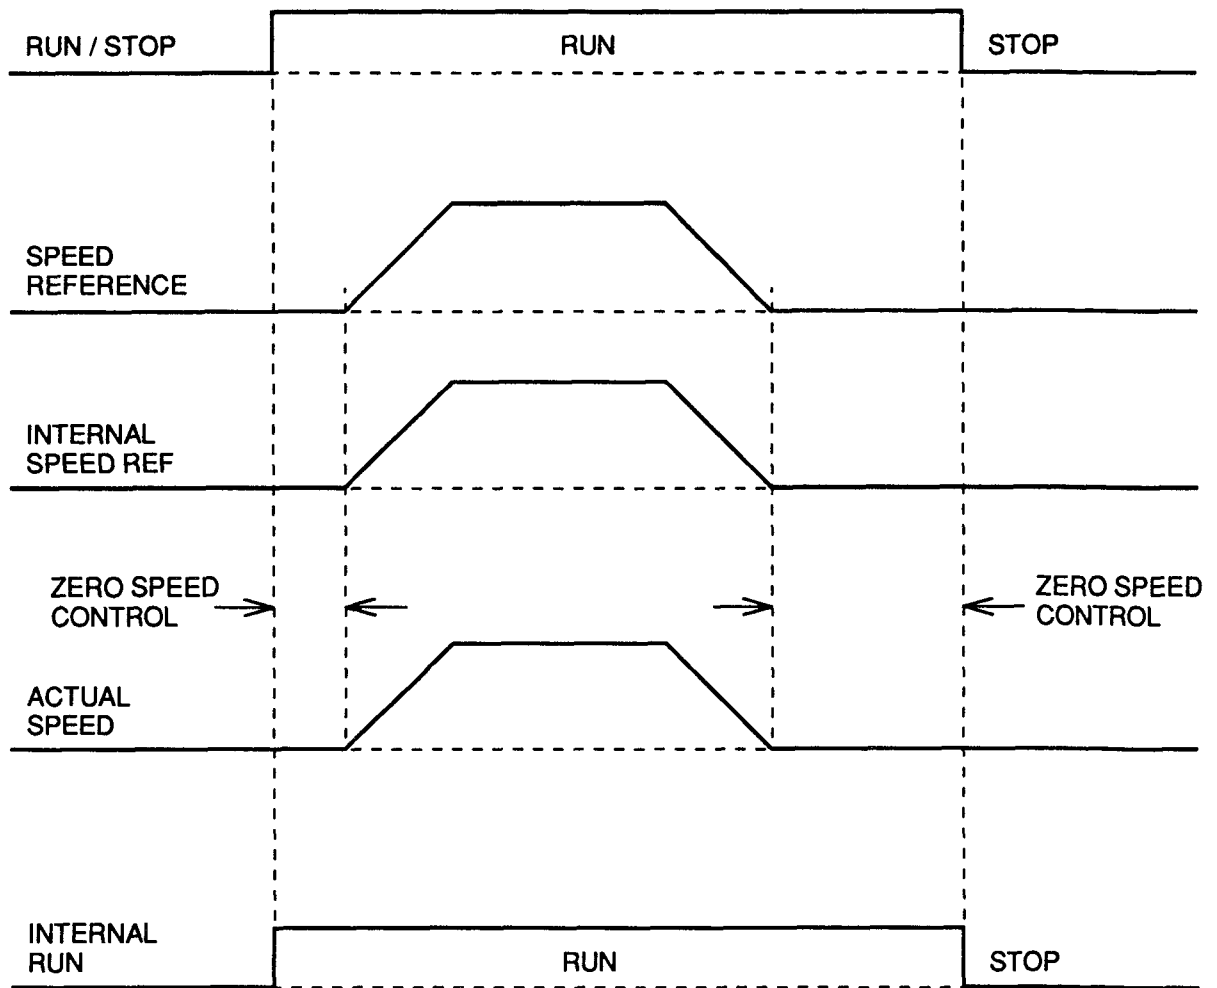 RUN / STOP
RUN
STOP
SPEED
REFERENCE
INTERNAL
SPEED REF
ZERO SPEED
CONTROL
ZERO SPEED
CONTROL
ACTUAL
SPEED
INTERNAL
RUN
RUN
STOP